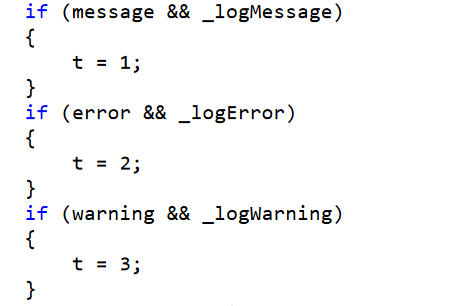 if (message && _logMessage)
{
    t = 1;
}
if (error && _logError)
{
    t = 2;
}
if (warning && _logWarning)
{
    t = 3;
}